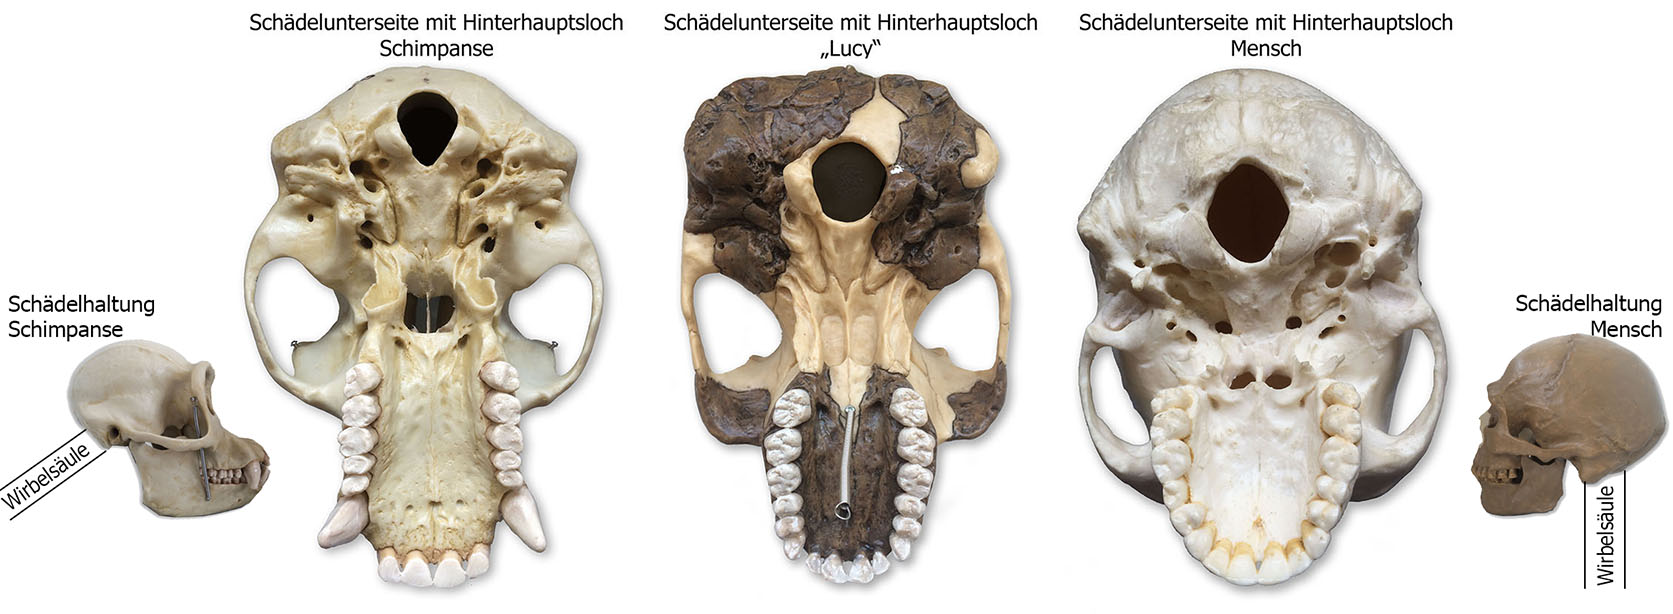 Schädelunterseite mit Hinterhauptsloch
Schimpanse
Schädelunterseite mit Hinterhauptsloch
„Lucy“
Schädelunterseite mit Hinterhauptsloch
Mensch
Schädelhaltung
Schimpanse
Wirbelsäule
Schädelhaltung
Mensch
Wirbelsäule